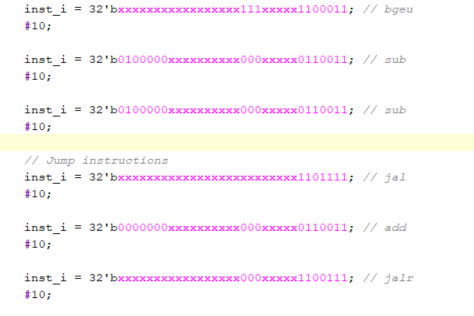 inst_i = 32'bxxxxxxxxxxxxxxxxx111xxxxx1100011; // bgeu
#10;
inst_i = 32'b0100000xxxxxxxxxx000xxxxx0110011; // sub
#10;
inst_i = 32'b0100000xxxxxxxxxx000xxxxx0110011; // sub
#10;
// Jump instructions
inst_i = 32'bxxxxxxxxxxxxxxxxxxxxxxxxx1101111; // jal
#10;
inst_i = 32'b0000000xxxxxxxxxx000xxxxx0110011; // add
#10;
inst_i = 32'bxxxxxxxxxxxxxxxxx000xxxxx1100111; // jalr
#10;